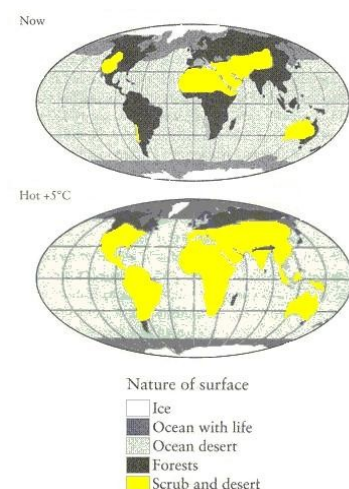 Now
Hot +5°C
Nature of surface
Ice
Ocean with life
Ocean desert
Forests
Scrub and desert